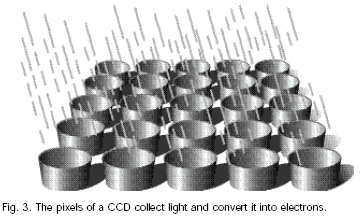 Fig. 3. The pixels of a CCD collect light and convert it into electrons.